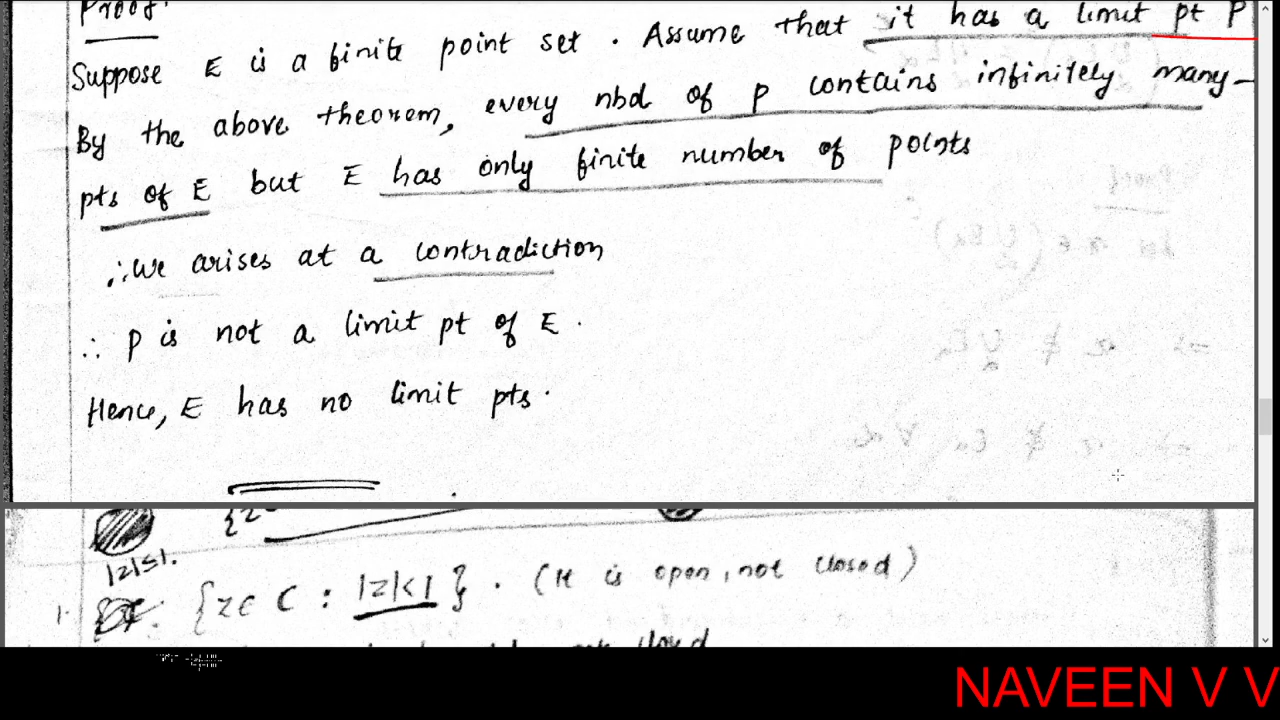 Proof:
Suppose E is a finite point set. Assume that it has a limit pt P
By the above theorem, every nbd of p contains infinitely many-
pts of E but E has only finite number of points
∴ we arises at a contradiction
∴ p is not a limit pt of E.
Hence, E has no limit pts.
|z|≤1.
1. {z∈ C : |z|<1}. (It is open, not closed)
closed
NAVEEN V V